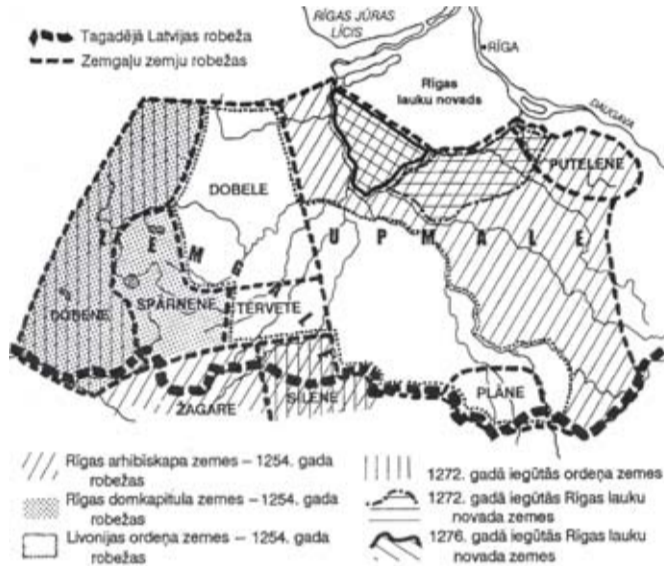 Tagadējā Latvijas robeža
Zemgaļu zemju robežas
RĪGAS JŪRAS
LĪCIS
RĪGA
Rīgas
lauku novads
DAUGAVA
PUTELENE
DOBELE
ZEMGALE
UPMALE
DOBENE
SPĀRNENE
TĒRVETE
ŽAGARE
SILENE
PLĀNE
Rīgas arhibīskapa zemes – 1254. gada
robežas
Rīgas domkapitula zemes – 1254. gada
robežas
Livonijas ordeņa zemes – 1254. gada
robežas
1272. gadā iegūtās ordeņa zemes
1272. gadā iegūtās Rīgas lauku
novada zemes
1276. gadā iegūtās Rīgas lauku
novada zemes